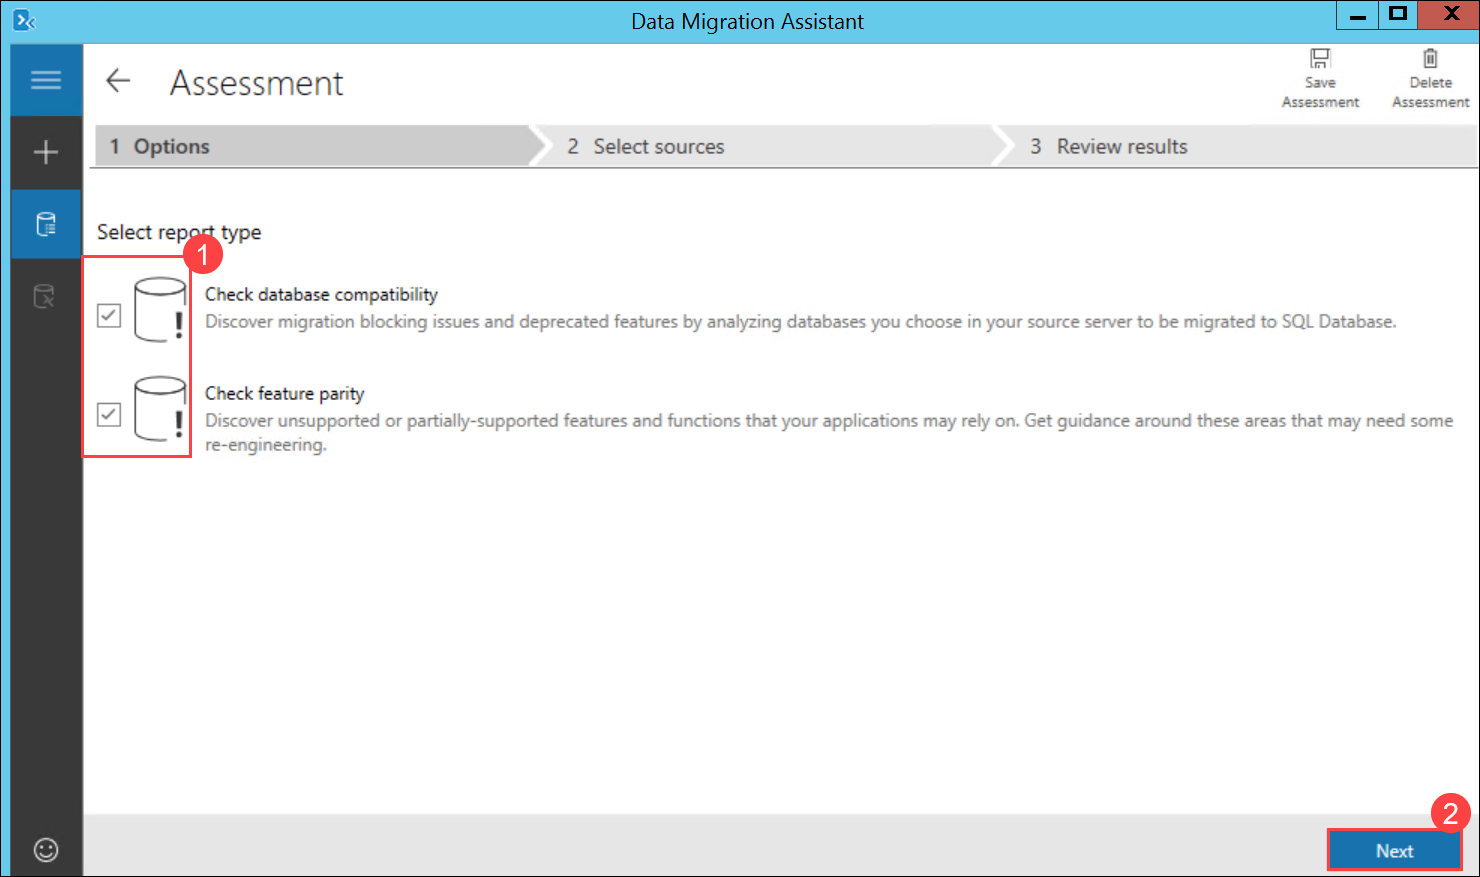 Data Migration Assistant
Assessment
Save
Assessment
Delete
Assessment
1 Options
2 Select sources
3 Review results
Select report type
1
Check database compatibility
Discover migration blocking issues and deprecated features by analyzing databases you choose in your source server to be migrated to SQL Database.
Check feature parity
Discover unsupported or partially-supported features and functions that your applications may rely on. Get guidance around these areas that may need some
re-engineering.
2
Next